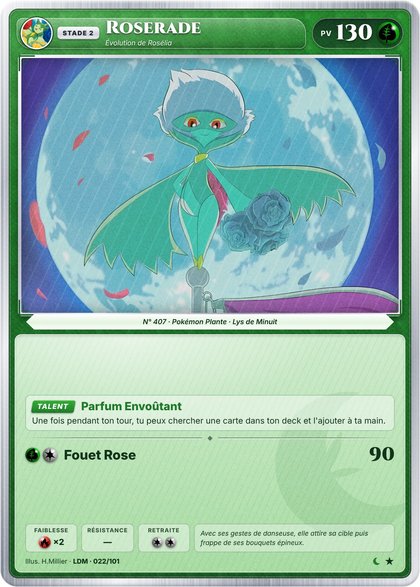 STADE 2
ROSERADE
PV 130
Évolution de Rosélia
N° 407 · Pokémon Plante · Lys de Minuit
TALENT Parfum Envoûtant
Une fois pendant ton tour, tu peux chercher une carte dans ton deck et l'ajouter à ta main.
Fouet Rose 90
FAIBLESSE
×2
RÉSISTANCE
—
RETRAITE
Avec ses gestes de danseuse, elle attire sa cible puis
frappe de ses bouquets épineux.
Illus. H.Millier · LDM · 022/101